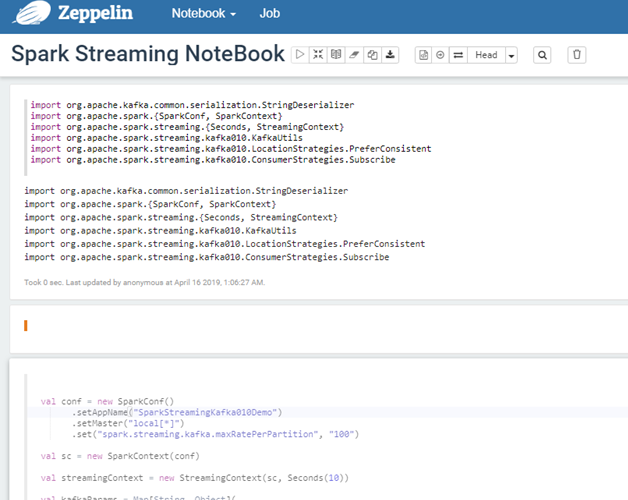 Zeppelin Notebook Job
Spark Streaming NoteBook Head
import org.apache.kafka.common.serialization.StringDeserializer
import org.apache.spark.{SparkConf, SparkContext}
import org.apache.spark.streaming.{Seconds, StreamingContext}
import org.apache.spark.streaming.kafka010.KafkaUtils
import org.apache.spark.streaming.kafka010.LocationStrategies.PreferConsistent
import org.apache.spark.streaming.kafka010.ConsumerStrategies.Subscribe
import org.apache.kafka.common.serialization.StringDeserializer
import org.apache.spark.{SparkConf, SparkContext}
import org.apache.spark.streaming.{Seconds, StreamingContext}
import org.apache.spark.streaming.kafka010.KafkaUtils
import org.apache.spark.streaming.kafka010.LocationStrategies.PreferConsistent
import org.apache.spark.streaming.kafka010.ConsumerStrategies.Subscribe
Took 0 sec. Last updated by anonymous at April 16 2019, 1:06:27 AM.
val conf = new SparkConf()
.setAppName("SparkStreamingKafka010Demo")
.setMaster("local[*]")
.set("spark.streaming.kafka.maxRatePerPartition", "100")
val sc = new SparkContext(conf)
val streamingContext = new StreamingContext(sc, Seconds(10))
val kafkaParams = Map[String, Object](